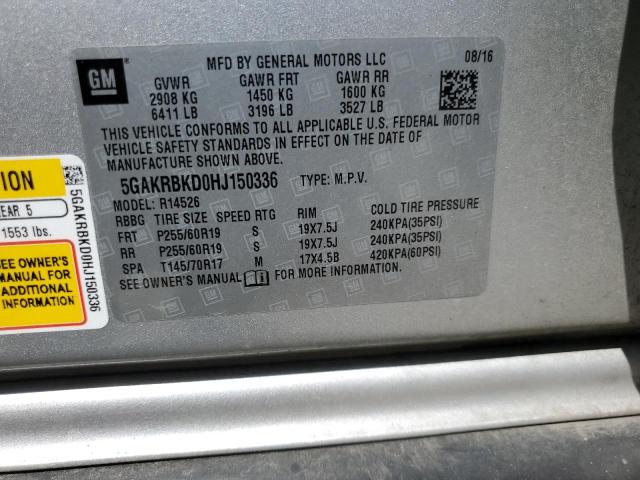 GM
MFD BY GENERAL MOTORS LLC 08/16
GVWR GAWR FRT GAWR RR
2908 KG 1450 KG 1600 KG
6411 LB 3196 LB 3527 LB
THIS VEHICLE CONFORMS TO ALL APPLICABLE U.S. FEDERAL MOTOR
VEHICLE SAFETY STANDARDS IN EFFECT ON THE DATE OF
MANUFACTURE SHOWN ABOVE.
5GAKRBKD0HJ150336 TYPE: M.P.V.
MODEL: R14526
RBBG TIRE SIZE SPEED RTG RIM COLD TIRE PRESSURE
FRT P255/60R19 S 19X7.5J 240KPA(35PSI)
RR P255/60R19 S 19X7.5J 240KPA(35PSI)
SPA T145/70R17 M 17X4.5B 420KPA(60PSI)
SEE OWNER'S MANUAL FOR MORE INFORMATION
TION
EAR 5
1553 lbs.
SEE OWNER'S
MANUAL FOR
ADDITIONAL
INFORMATION
5GAKRBKD0HJ150336